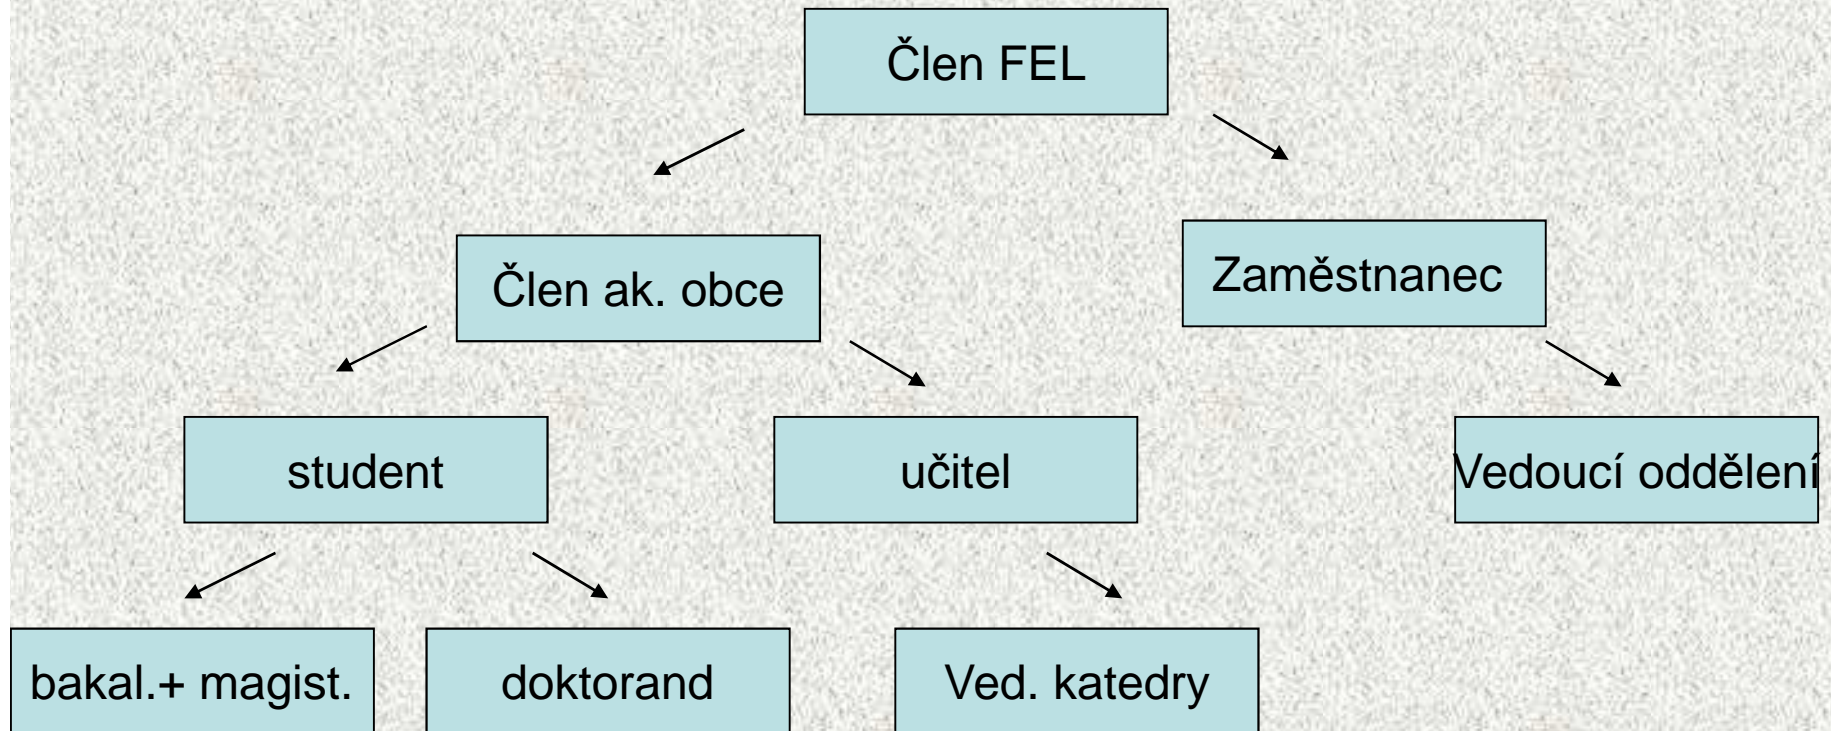 Člen FEL
Člen ak. obce
Zaměstnanec
student
učitel
Vedoucí oddělení
bakal.+ magist.
doktorand
Ved. katedry